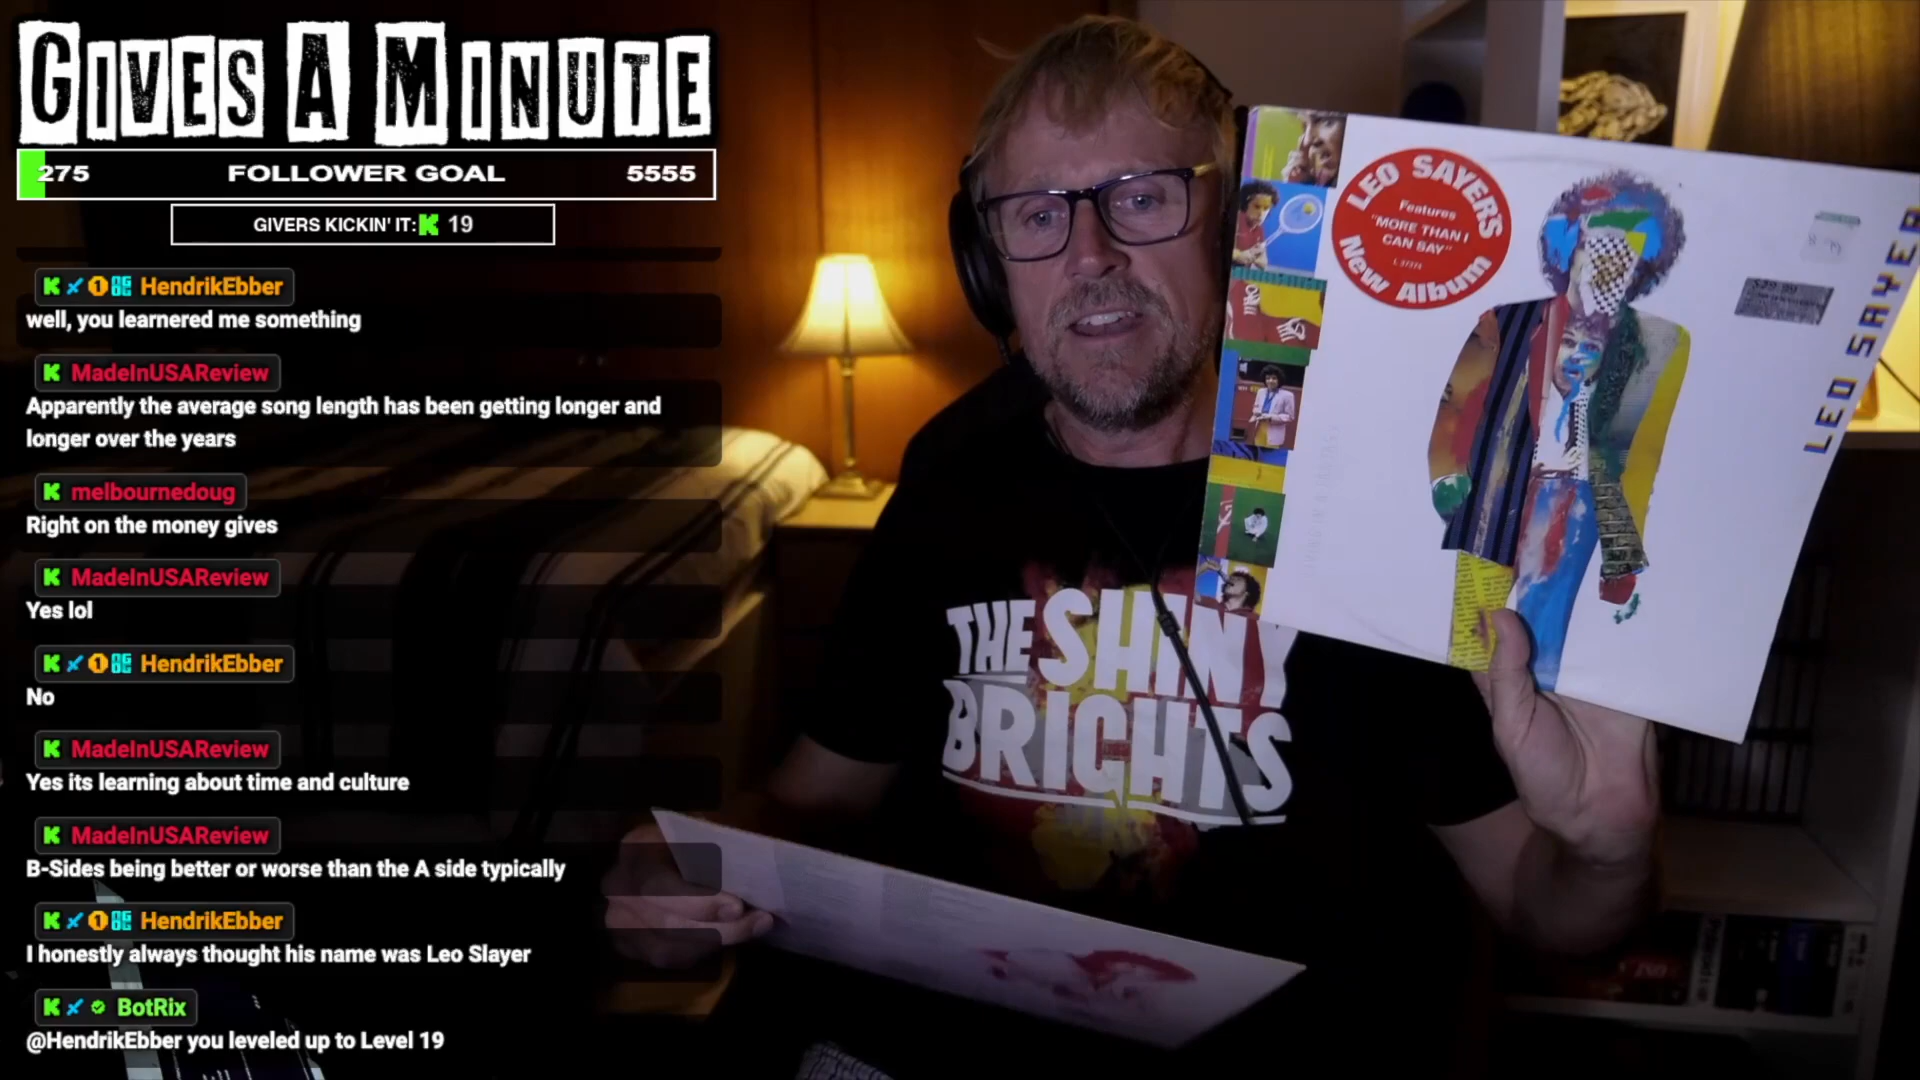 GIVES A MINUTE
275 FOLLOWER GOAL 5555
GIVERS KICKIN' IT: K 19
HendrikEbber
well, you learnered me something
MadeInUSAReview
Apparently the average song length has been getting longer and
longer over the years
melbournedoug
Right on the money gives
MadeInUSAReview
Yes lol
HendrikEbber
No
MadeInUSAReview
Yes its learning about time and culture
MadeInUSAReview
B-Sides being better or worse than the A side typically
HendrikEbber
I honestly always thought his name was Leo Slayer
BotRix
@HendrikEbber you leveled up to Level 19
LEO SAYER'S
Features
"MORE THAN I
CAN SAY"
New Album
LEO SAYER
THE SHINY
BRIGHTS